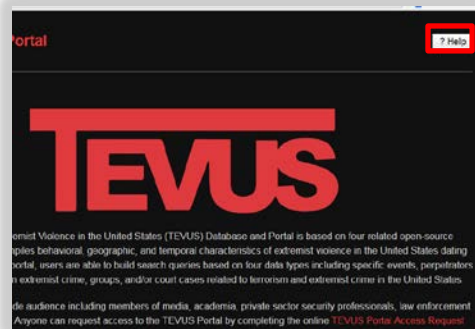 Portal
? Help
TEVUS
emist Violence in the United States (TEVUS) Database and Portal is based on four related open-source
mples behavioral, geographic, and temporal characteristics of extremist violence in the United States dating
portal, users are able to build search queries based on four data types including specific events, perpetrators
n extremist crime, groups, and/or court cases related to terrorism and extremist crime in the United States
de audience including members of media, academia, private sector security professionals, law enforcement
Anyone can request access to the TEVUS Portal by completing the online TEVUS Portal Access Request